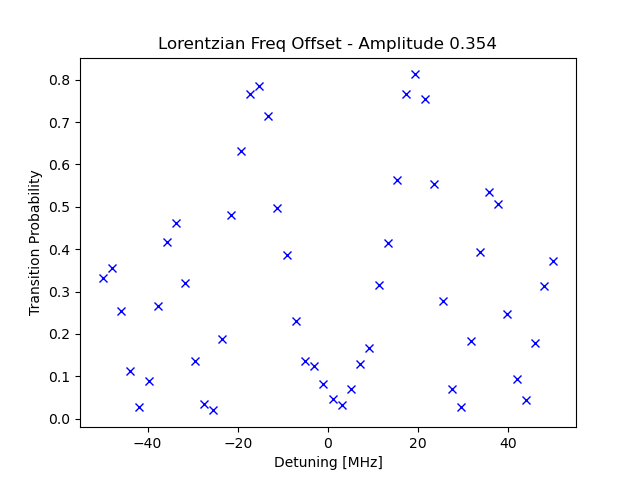 Lorentzian Freq Offset - Amplitude 0.354
Transition Probability
0.8
0.7
0.6
0.5
0.4
0.3
0.2
0.1
0.0
−40 −20 0 20 40
Detuning [MHz]